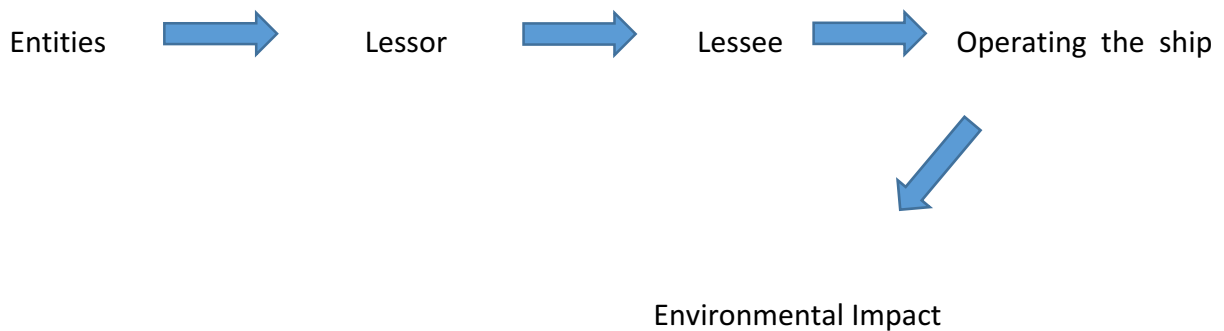 Entities Lessor Lessee Operating the ship
Environmental Impact